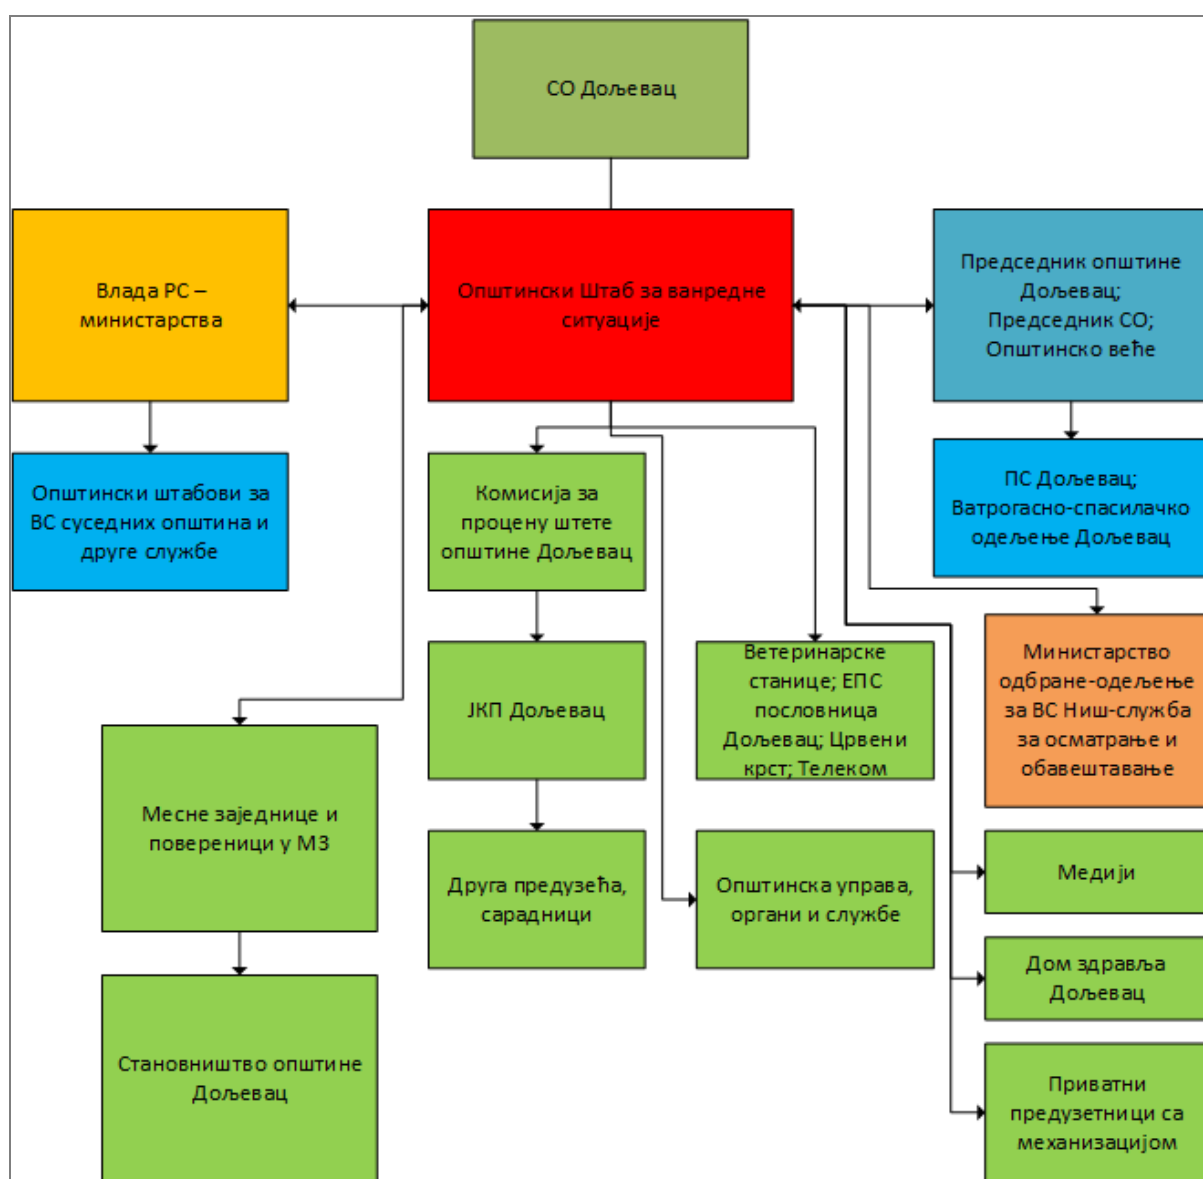 СО Дољевац
Влада РС –
министарства
Општински Штаб за ванредне
ситуације
Председник општине
Дољевац;
Председник СО;
Општинско веће
Општински штабови за
ВС суседних општина и
друге службе
Комисија за
процену штете
општине Дољевац
ПС Дољевац;
Ватрогасно-спасилачко
одељење Дољевац
ЈКП Дољевац
Ветеринарске
станице; ЕПС
пословница
Дољевац; Црвени
крст; Телеком
Министарство
одбране-одељење
за ВС Ниш-служба
за осматрање и
обавештавање
Месне заједнице и
повереници у МЗ
Друга предузећа,
сарадници
Општинска управа,
органи и службе
Медији
Дом здравља
Дољевац
Становништво општине
Дољевац
Приватни
предузетници са
механизацијом